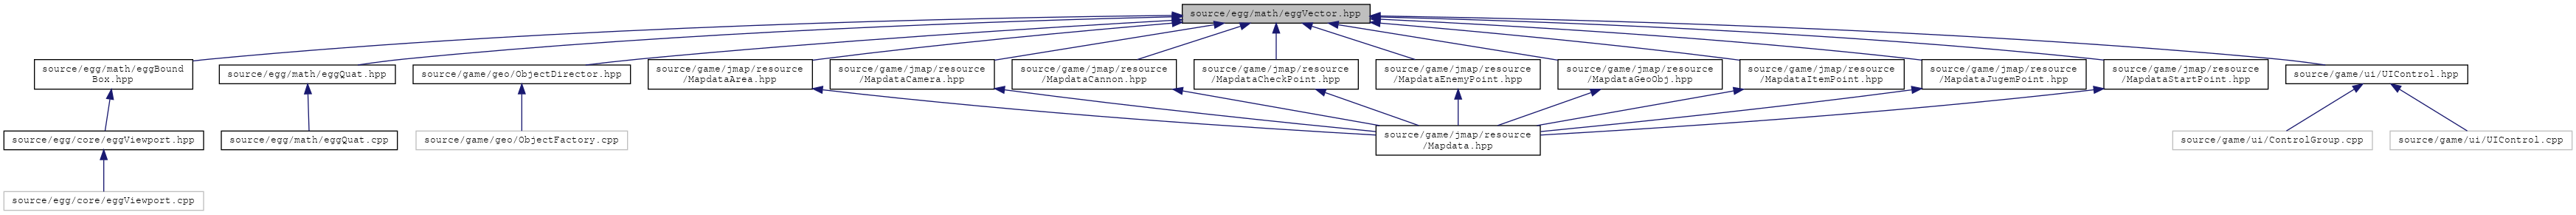 source/egg/math/eggVector.hpp
source/egg/math/eggBound
Box.hpp
source/egg/math/eggQuat.hpp
source/game/geo/ObjectDirector.hpp
source/game/jmap/resource
/MapdataArea.hpp
source/game/jmap/resource
/MapdataCamera.hpp
source/game/jmap/resource
/MapdataCannon.hpp
source/game/jmap/resource
/MapdataCheckPoint.hpp
source/game/jmap/resource
/MapdataEnemyPoint.hpp
source/game/jmap/resource
/MapdataGeoObj.hpp
source/game/jmap/resource
/MapdataItemPoint.hpp
source/game/jmap/resource
/MapdataJugemPoint.hpp
source/game/jmap/resource
/MapdataStartPoint.hpp
source/game/ui/UIControl.hpp
source/egg/core/eggViewport.hpp
source/egg/math/eggQuat.cpp
source/game/geo/ObjectFactory.cpp
source/game/jmap/resource
/Mapdata.hpp
source/game/ui/ControlGroup.cpp
source/game/ui/UIControl.cpp
source/egg/core/eggViewport.cpp